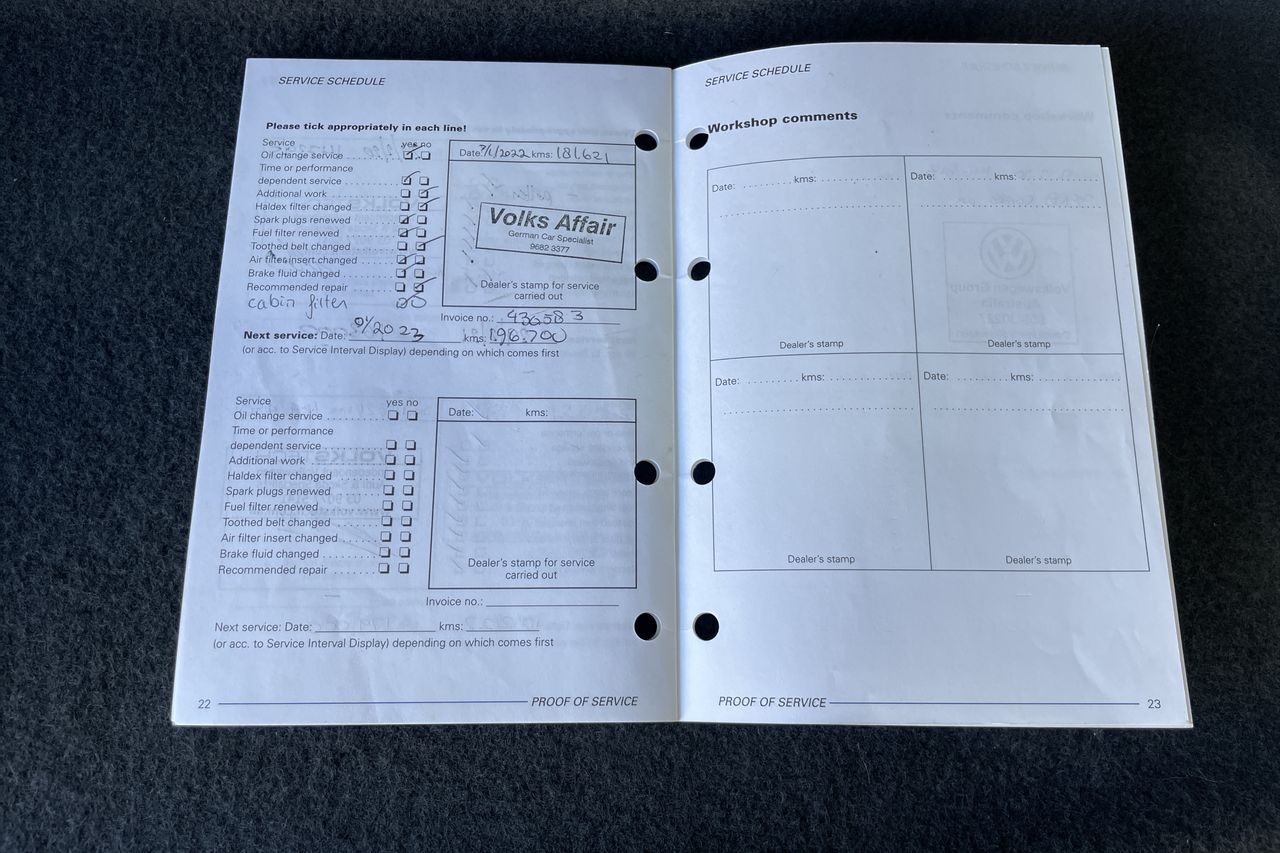 SERVICE SCHEDULE
Please tick appropriately in each line!
Service yes no
Oil change service
Time or performance
dependent service
Additional work
Haldex filter changed
Spark plugs renewed
Fuel filter renewed
Toothed belt changed
Air filter insert changed
Brake fluid changed
Recommended repair
cabin filter
Date: 7/1/2022 kms: 181,621
Volks Affair
German Car Specialist
9682 3377
Dealer's stamp for service
carried out
Invoice no.: 436583
Next service: Date: 01/2023 kms: 196,700
(or acc. to Service Interval Display) depending on which comes first
Service yes no
Oil change service
Time or performance
dependent service
Additional work
Haldex filter changed
Spark plugs renewed
Fuel filter renewed
Toothed belt changed
Air filter insert changed
Brake fluid changed
Recommended repair
Date: kms:
Dealer's stamp for service
carried out
Invoice no.:
Next service: Date: kms:
(or acc. to Service Interval Display) depending on which comes first
22 PROOF OF SERVICE
SERVICE SCHEDULE
Workshop comments
Date: kms:
Dealer's stamp
Date: kms:
Dealer's stamp
Date: kms:
Dealer's stamp
Date: kms:
Dealer's stamp
PROOF OF SERVICE 23